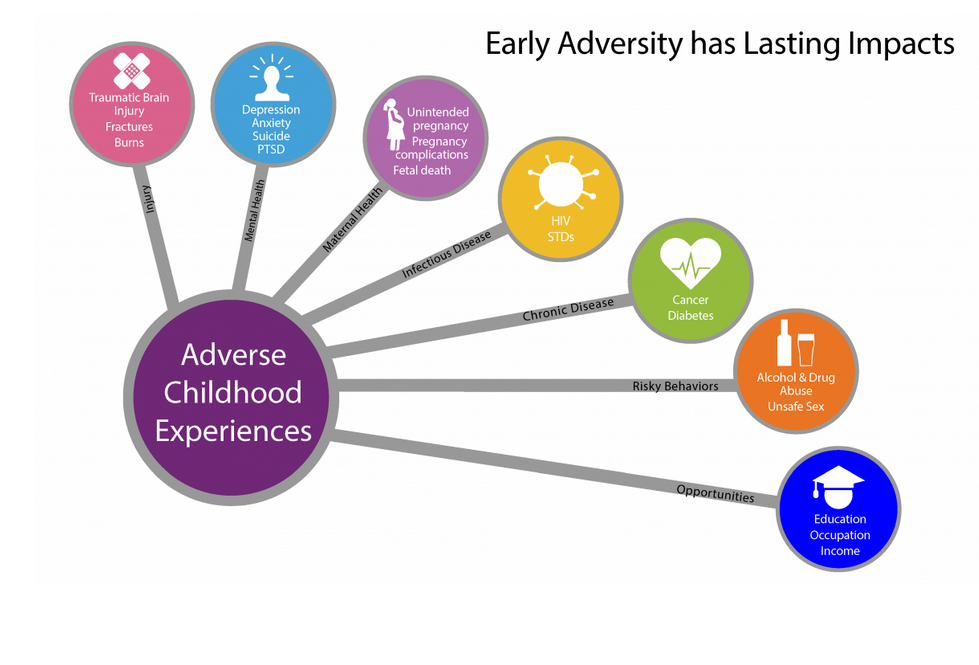 Early Adversity has Lasting Impacts
Traumatic Brain
Injury
Fractures
Burns
Depression
Anxiety
Suicide
PTSD
Unintended
pregnancy
Pregnancy
complications
Fetal death
HIV
STDs
Cancer
Diabetes
Alcohol & Drug
Abuse
Unsafe Sex
Education
Occupation
Income
Injury
Mental Health
Maternal Health
Infectious Disease
Chronic Disease
Risky Behaviors
Opportunities
Adverse
Childhood
Experiences